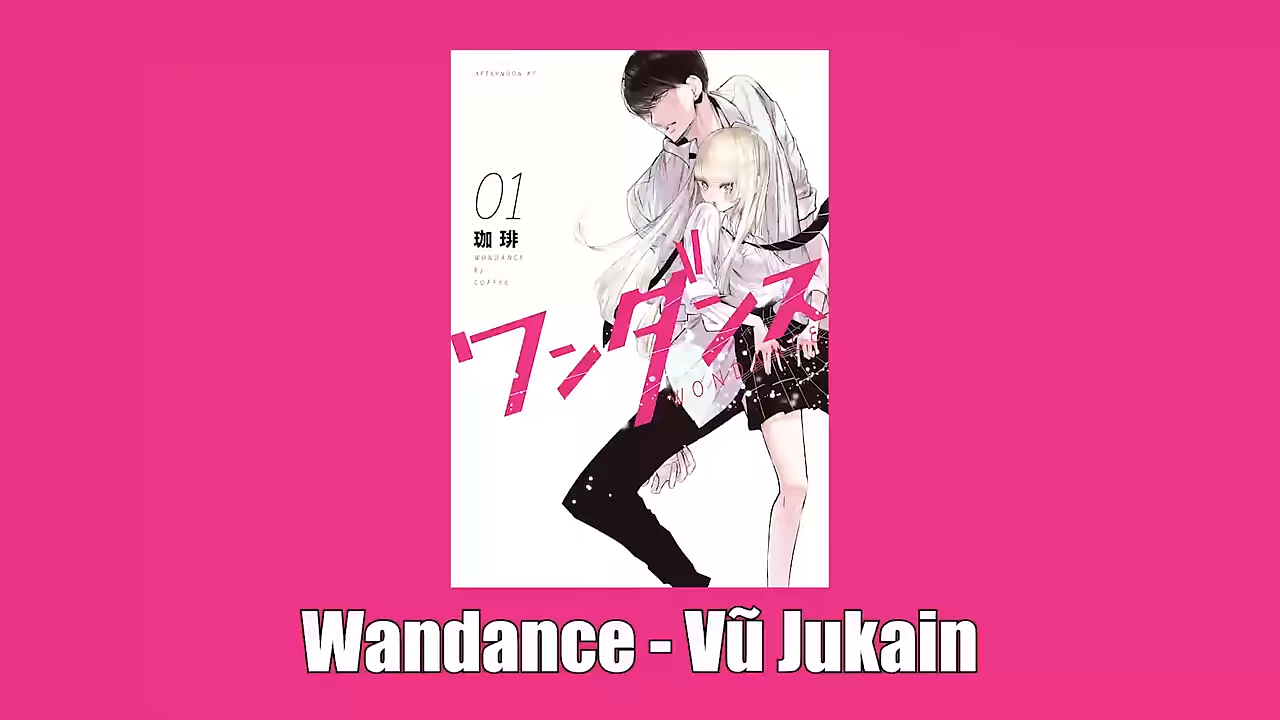 AFTERNOON KC
01
珈琲
WONDANCE
by
COFFEE
ワンダンス
WONDANCE
Wandance - Vũ Jukain